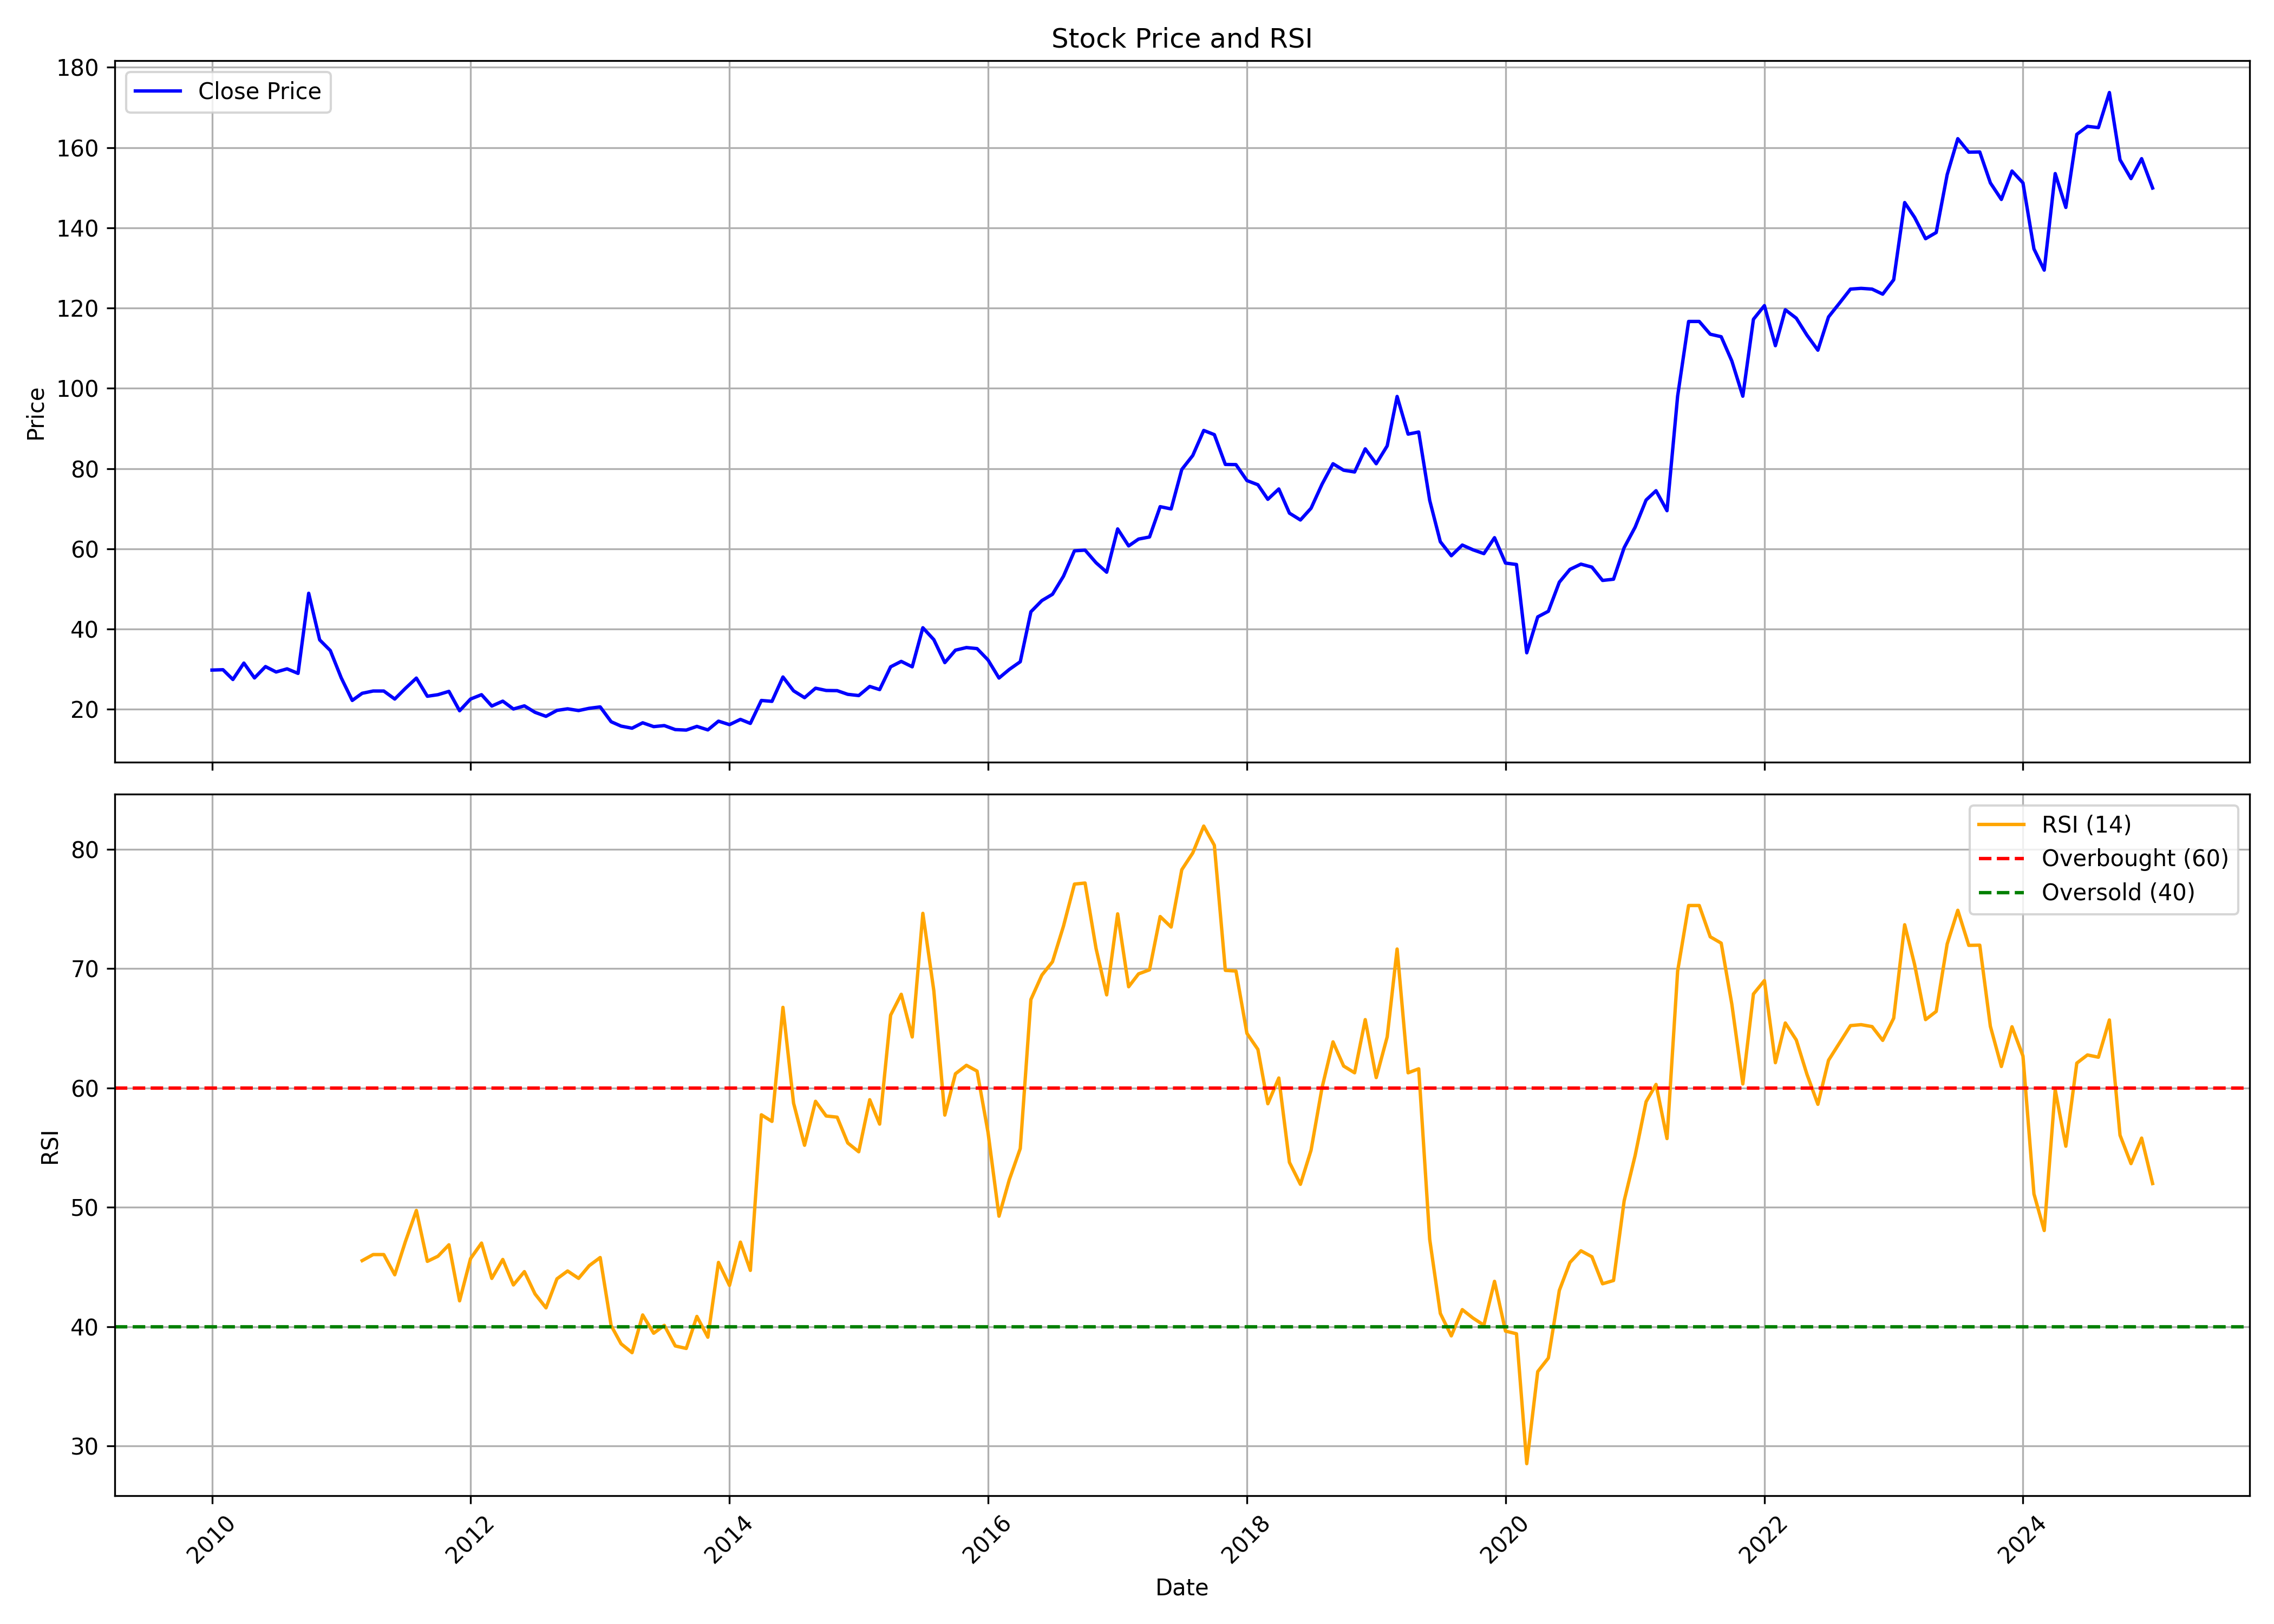 Stock Price and RSI
Close Price
Price
180
160
140
120
100
80
60
40
20
RSI (14)
Overbought (60)
Oversold (40)
RSI
80
70
60
50
40
30
2010
2012
2014
2016
2018
2020
2022
2024
Date